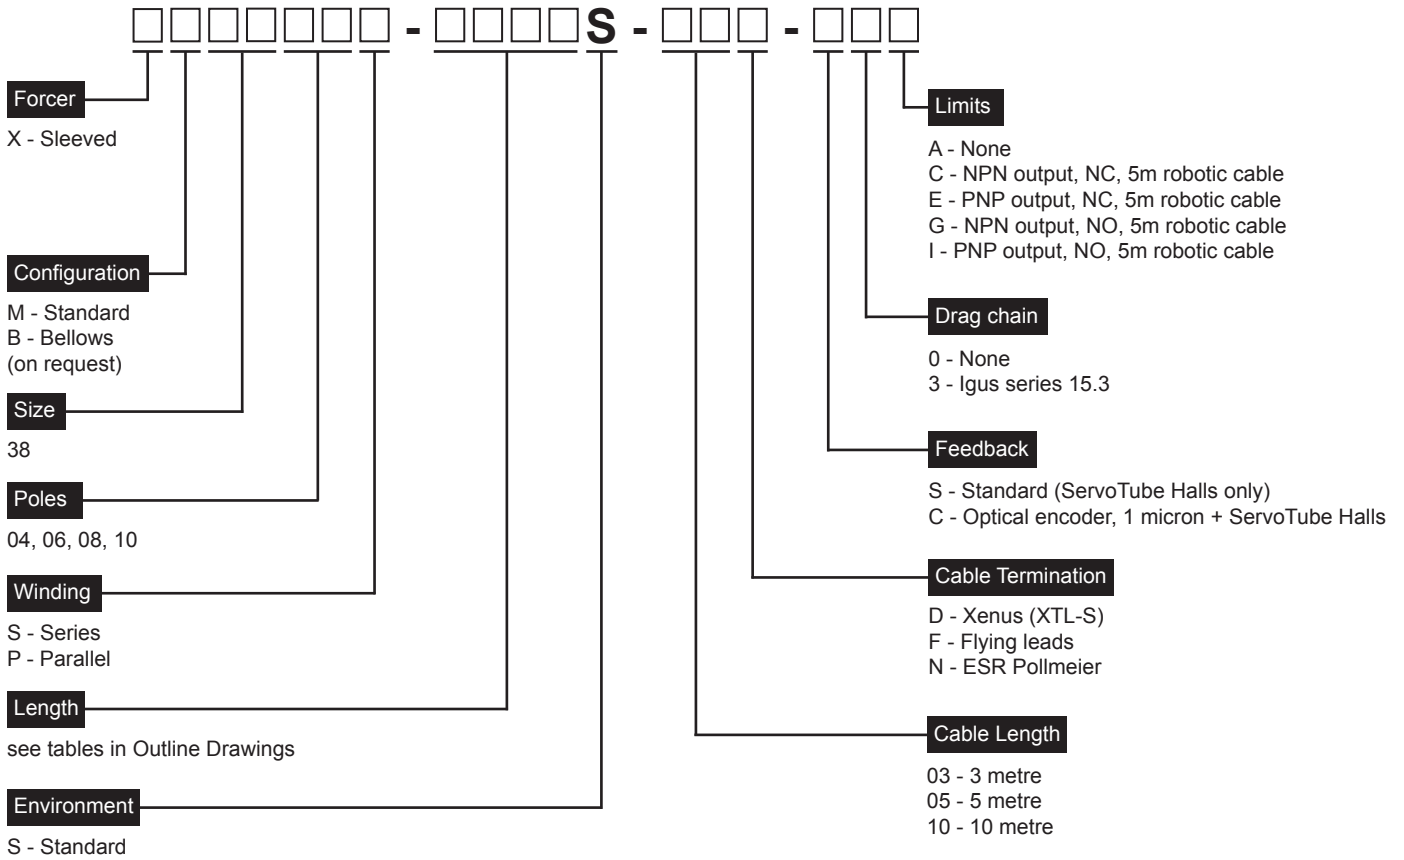 □□□□□□□ - □□□□S - □□□ - □□□
Forcer
X - Sleeved
Configuration
M - Standard
B - Bellows
(on request)
Size
38
Poles
04, 06, 08, 10
Winding
S - Series
P - Parallel
Length
see tables in Outline Drawings
Environment
S - Standard
Limits
A - None
C - NPN output, NC, 5m robotic cable
E - PNP output, NC, 5m robotic cable
G - NPN output, NO, 5m robotic cable
I - PNP output, NO, 5m robotic cable
Drag chain
0 - None
3 - Igus series 15.3
Feedback
S - Standard (ServoTube Halls only)
C - Optical encoder, 1 micron + ServoTube Halls
Cable Termination
D - Xenus (XTL-S)
F - Flying leads
N - ESR Pollmeier
Cable Length
03 - 3 metre
05 - 5 metre
10 - 10 metre